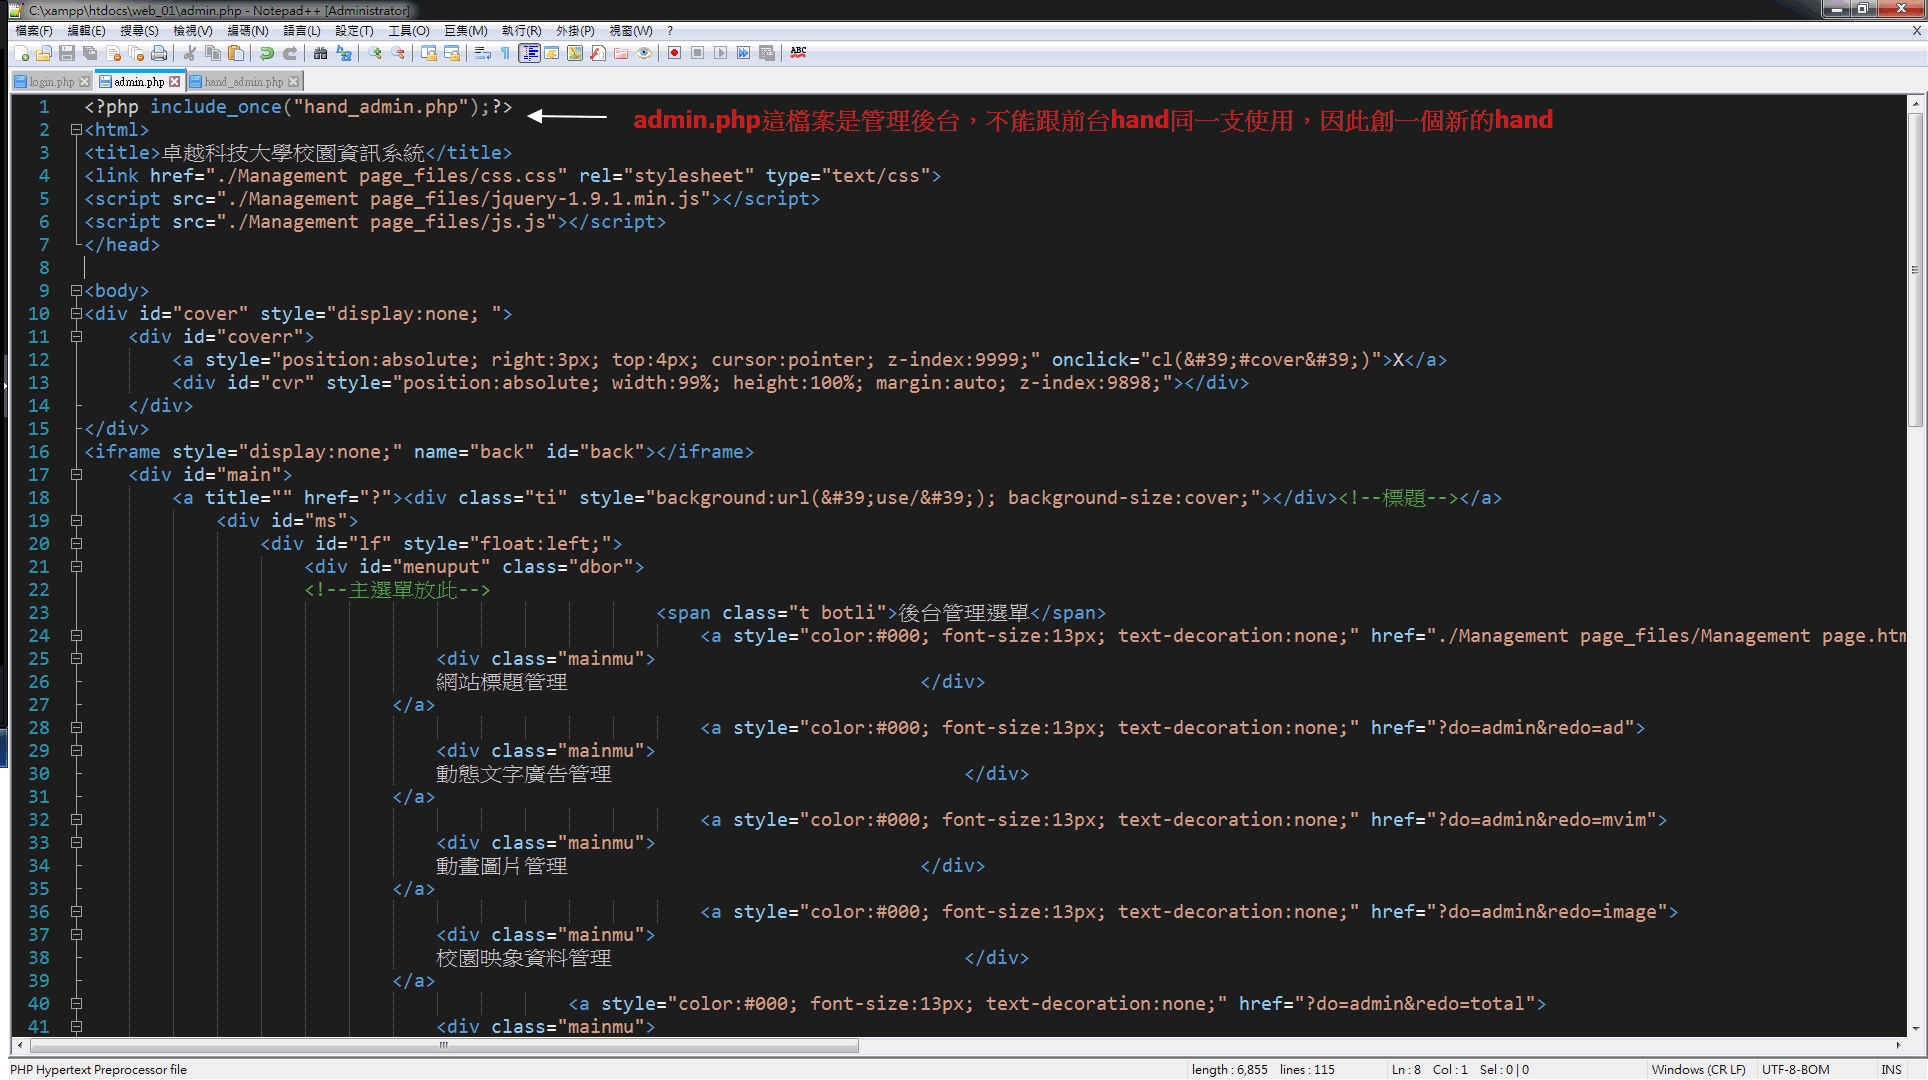 C:\xampp\htdocs\web_01\admin.php - Notepad++ [Administrator]
檔案(F) 編輯(E) 搜尋(S) 檢視(V) 編碼(N) 語言(L) 設定(T) 工具(O) 巨集(M) 執行(R) 外掛(P) 視窗(W) ? X
login.php admin.php hand_admin.php
1 <?php include_once("hand_admin.php");?>
admin.php這檔案是管理後台，不能跟前台hand同一支使用，因此創一個新的hand
2 <html>
3 <title>卓越科技大學校園資訊系統</title>
4 <link href="./Management page_files/css.css" rel="stylesheet" type="text/css">
5 <script src="./Management page_files/jquery-1.9.1.min.js"></script>
6 <script src="./Management page_files/js.js"></script>
7 </head>
8
9 <body>
10 <div id="cover" style="display:none; ">
11 <div id="coverr">
12 <a style="position:absolute; right:3px; top:4px; cursor:pointer; z-index:9999;" onclick="cl(&#39;#cover&#39;)">X</a>
13 <div id="cvr" style="position:absolute; width:99%; height:100%; margin:auto; z-index:9898;"></div>
14 </div>
15 </div>
16 <iframe style="display:none;" name="back" id="back"></iframe>
17 <div id="main">
18 <a title="" href="?"><div class="ti" style="background:url(&#39;use/&#39;); background-size:cover;"></div><!--標題--></a>
19 <div id="ms">
20 <div id="lf" style="float:left;">
21 <div id="menuput" class="dbor">
22 <!--主選單放此-->
23 <span class="t botli">後台管理選單</span>
24 <a style="color:#000; font-size:13px; text-decoration:none;" href="./Management page_files/Management page.htm
25 <div class="mainmu">
26 網站標題管理 </div>
27 </a>
28 <a style="color:#000; font-size:13px; text-decoration:none;" href="?do=admin&redo=ad">
29 <div class="mainmu">
30 動態文字廣告管理 </div>
31 </a>
32 <a style="color:#000; font-size:13px; text-decoration:none;" href="?do=admin&redo=mvim">
33 <div class="mainmu">
34 動畫圖片管理 </div>
35 </a>
36 <a style="color:#000; font-size:13px; text-decoration:none;" href="?do=admin&redo=image">
37 <div class="mainmu">
38 校園映象資料管理 </div>
39 </a>
40 <a style="color:#000; font-size:13px; text-decoration:none;" href="?do=admin&redo=total">
41 <div class="mainmu">
PHP Hypertext Preprocessor file length : 6,855 lines : 115 Ln : 8 Col : 1 Sel : 0 | 0 Windows (CR LF) UTF-8-BOM INS